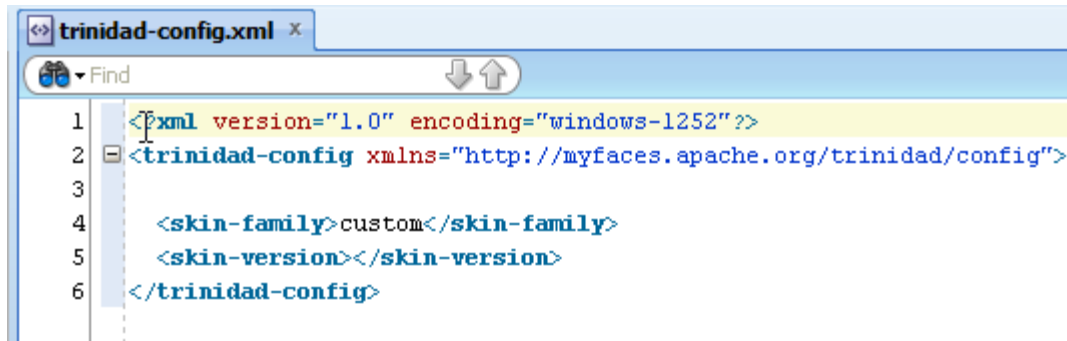 trinidad-config.xml x
Find
1 <?xml version="1.0" encoding="windows-1252"?>
2 <trinidad-config xmlns="http://myfaces.apache.org/trinidad/config">
3
4 <skin-family>custom</skin-family>
5 <skin-version></skin-version>
6 </trinidad-config>